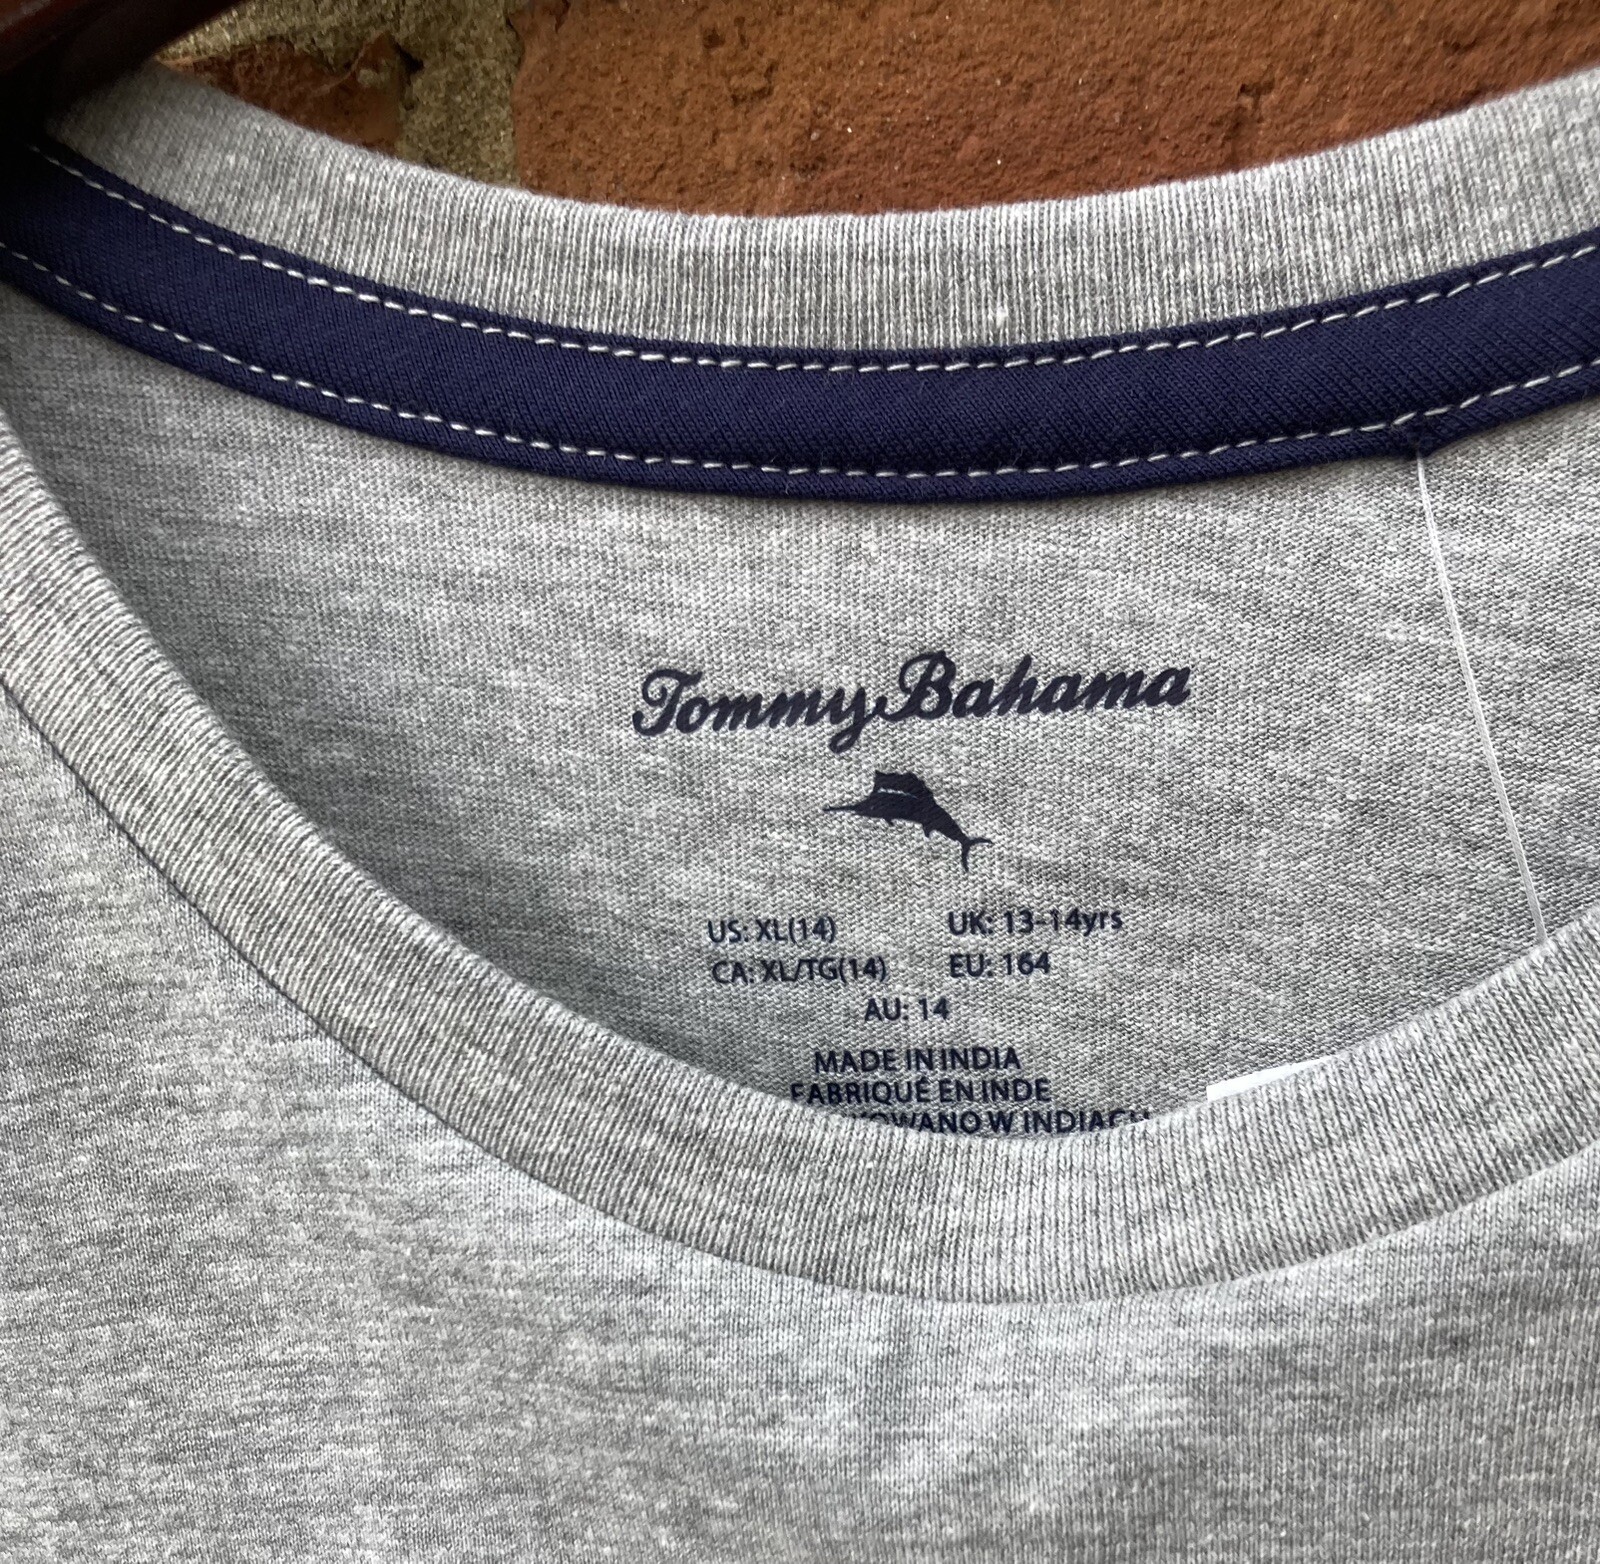 Tommy Bahama
US: XL(14) UK: 13-14yrs
CA: XL/TG(14) EU: 164
AU: 14
MADE IN INDIA
FABRIQUÉ EN INDE
W INDIACH